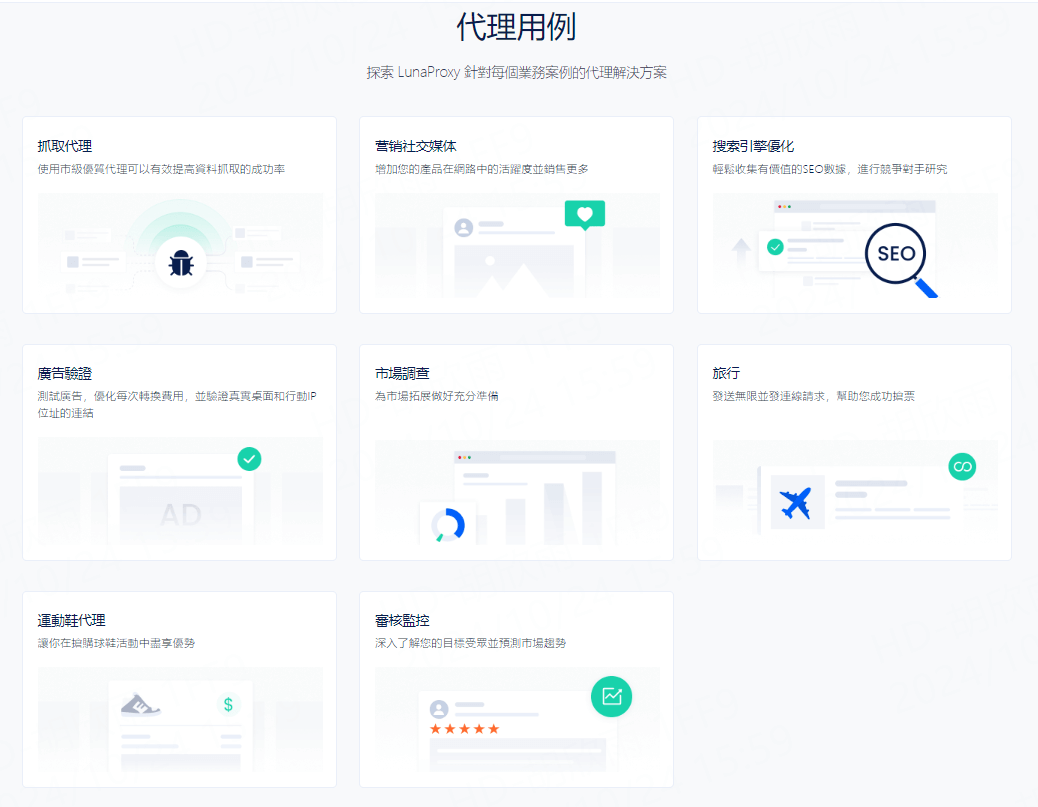 代理用例
探索 LunaProxy 針對每個業務案例的代理解決方案
抓取代理
使用市級優質代理可以有效提高資料抓取的成功率
营销社交媒体
增加您的產品在網路中的活躍度並銷售更多
搜索引擎優化
輕鬆收集有價值的SEO數據，進行競爭對手研究
SEO
廣告驗證
測試廣告，優化每次轉換費用，並驗證真實桌面和行動IP
位址的連結
AD
市場調查
為市場拓展做好充分準備
旅行
發送無限並發連線請求，幫助您成功搶票
運動鞋代理
讓你在搶購球鞋活動中盡享優勢
$
審核監控
深入了解您的目標受眾並預測市場趨勢